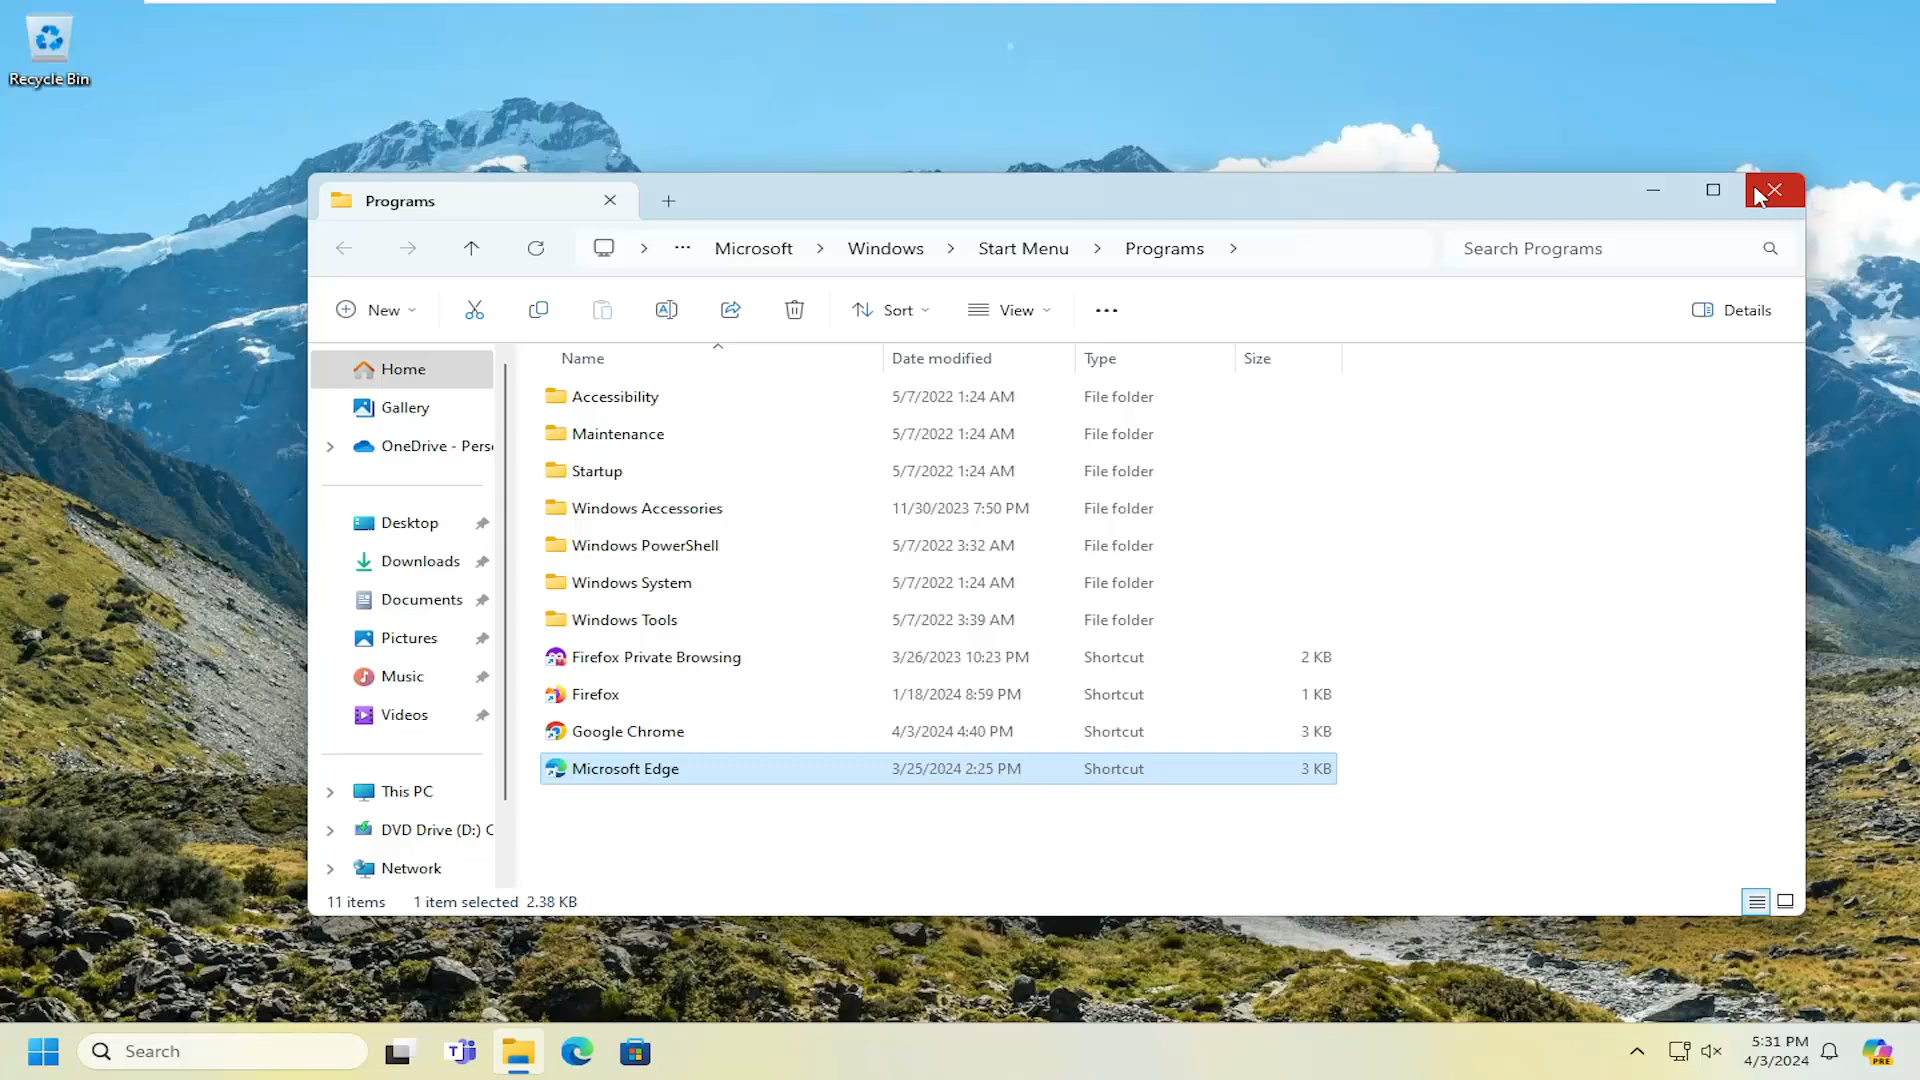 Recycle Bin
Programs
Microsoft
Windows
Start Menu
Programs
Search Programs
New
Sort
View
Details
Name Date modified Type Size
Home
Gallery
OneDrive - Pers
Desktop
Downloads
Documents
Pictures
Music
Videos
This PC
DVD Drive (D:) C
Network
Accessibility 5/7/2022 1:24 AM File folder
Maintenance 5/7/2022 1:24 AM File folder
Startup 5/7/2022 1:24 AM File folder
Windows Accessories 11/30/2023 7:50 PM File folder
Windows PowerShell 5/7/2022 3:32 AM File folder
Windows System 5/7/2022 1:24 AM File folder
Windows Tools 5/7/2022 3:39 AM File folder
Firefox Private Browsing 3/26/2023 10:23 PM Shortcut 2 KB
Firefox 1/18/2024 8:59 PM Shortcut 1 KB
Google Chrome 4/3/2024 4:40 PM Shortcut 3 KB
Microsoft Edge 3/25/2024 2:25 PM Shortcut 3 KB
11 items 1 item selected 2.38 KB
Search
5:31 PM
4/3/2024
PRE